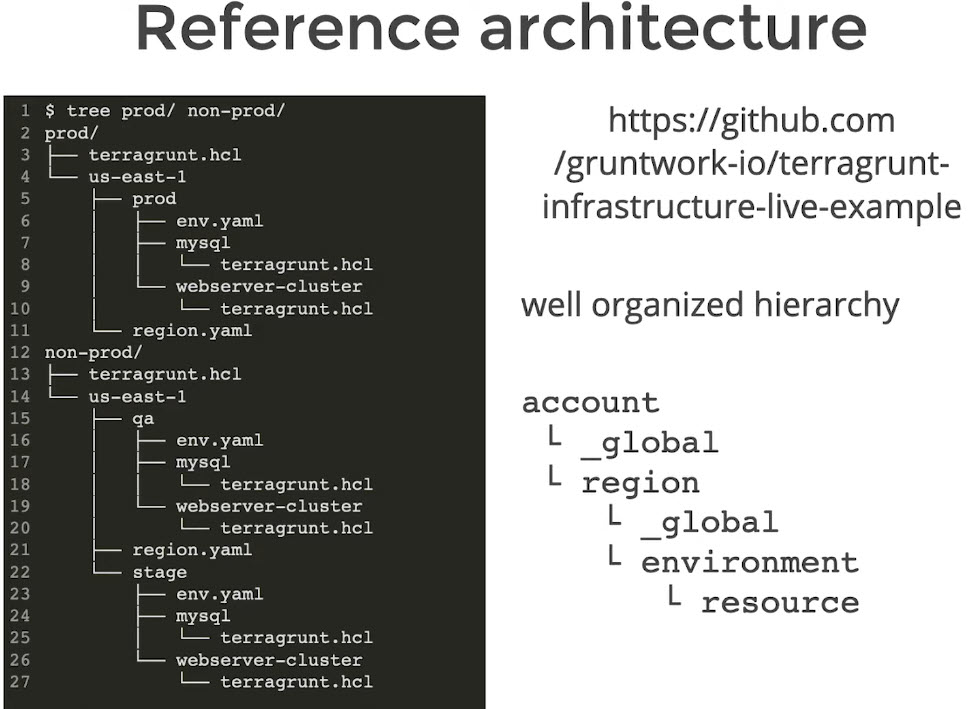 Reference architecture
1 $ tree prod/ non-prod/
2 prod/
3 ├── terragrunt.hcl
4 └── us-east-1
5     ├── prod
6     │   ├── env.yaml
7     │   ├── mysql
8     │   │   └── terragrunt.hcl
9     │   └── webserver-cluster
10     │       └── terragrunt.hcl
11     └── region.yaml
12 non-prod/
13 ├── terragrunt.hcl
14 └── us-east-1
15     ├── qa
16     │   ├── env.yaml
17     │   ├── mysql
18     │   │   └── terragrunt.hcl
19     │   └── webserver-cluster
20     │       └── terragrunt.hcl
21     ├── region.yaml
22     └── stage
23         ├── env.yaml
24         ├── mysql
25         │   └── terragrunt.hcl
26         └── webserver-cluster
27             └── terragrunt.hcl
https://github.com
/gruntwork-io/terragrunt-
infrastructure-live-example
well organized hierarchy
account
└ _global
└ region
└ _global
└ environment
└ resource